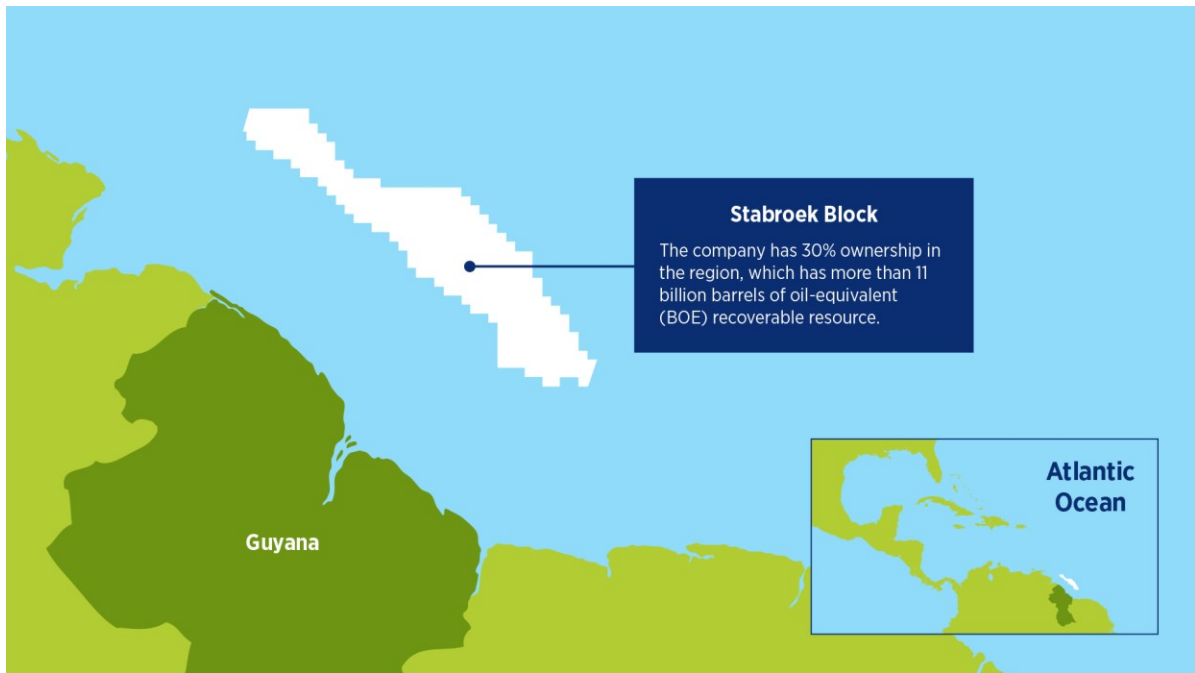 Stabroek Block
The company has 30% ownership in
the region, which has more than 11
billion barrels of oil-equivalent
(BOE) recoverable resource.
Guyana
Atlantic
Ocean